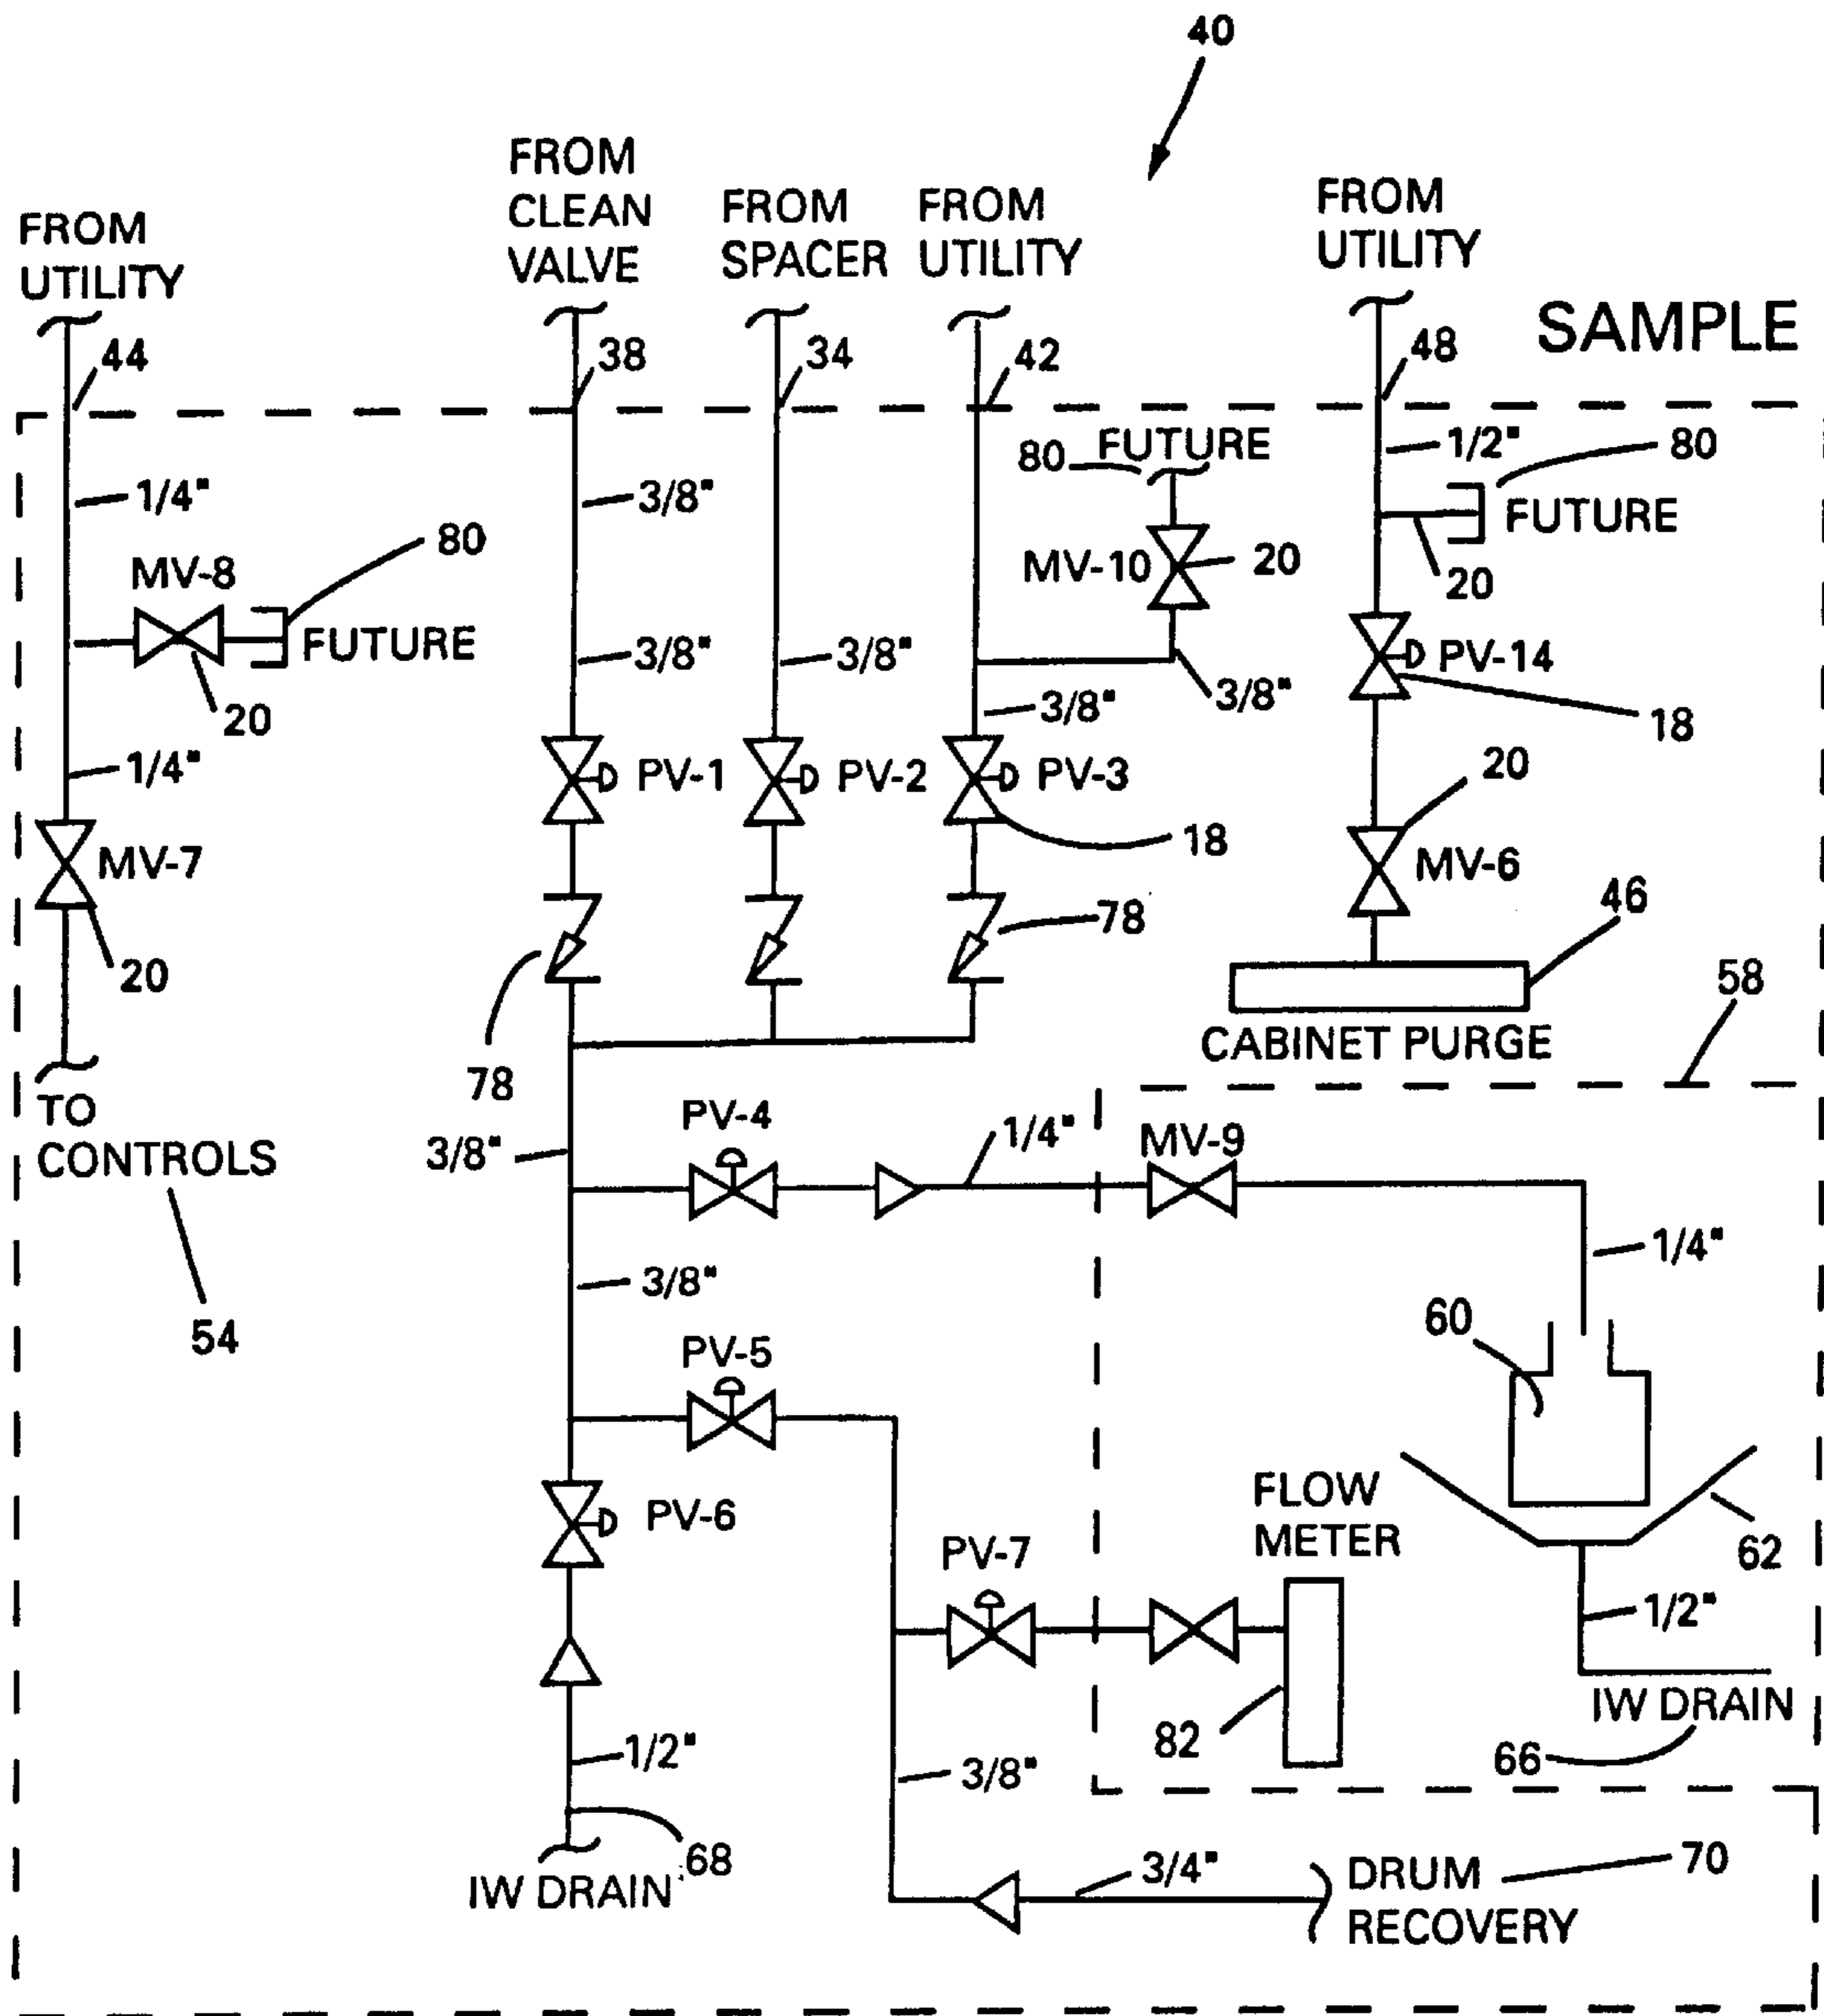 40
FROM
UTILITY
FROM
CLEAN
VALVE
FROM
SPACER
FROM
UTILITY
FROM
UTILITY
SAMPLE
44
38
34
42
48
1/4"
3/8"
80
FUTURE
1/2"
80
FUTURE
20
MV-8
80
FUTURE
20
MV-10
20
3/8"
3/8"
3/8"
3/8"
PV-14
18
1/4"
PV-1
PV-2
PV-3
18
20
MV-7
20
MV-6
78
78
46
CABINET PURGE
58
TO
CONTROLS
54
3/8"
PV-4
1/4"
MV-9
1/4"
3/8"
60
PV-5
PV-6
FLOW
METER
62
PV-7
1/2"
82
IW DRAIN
66
1/2"
3/8"
68
IW DRAIN
3/4"
DRUM
RECOVERY
70